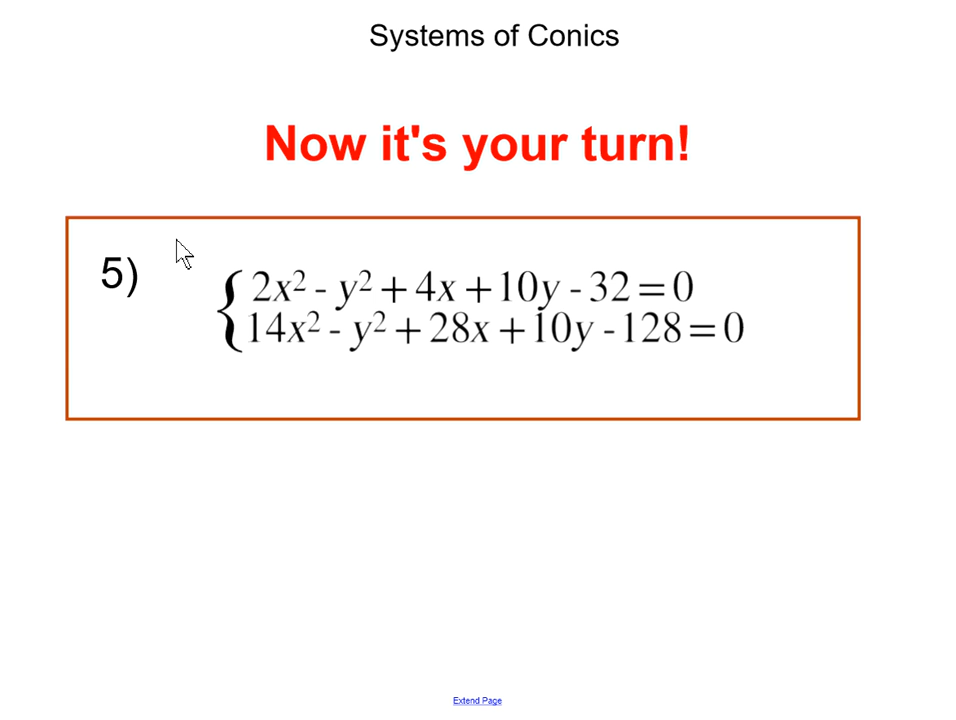 Systems of Conics
Now it's your turn!
5)
2x² - y² + 4x + 10y - 32 = 0
14x² - y² + 28x + 10y - 128 = 0
Extend Page